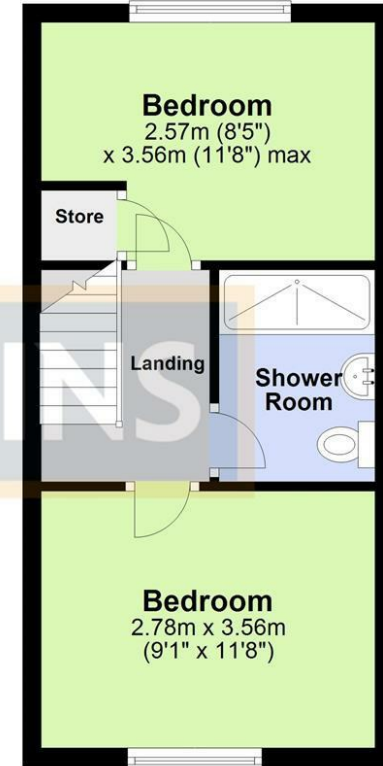 Bedroom
2.57m (8'5")
x 3.56m (11'8") max
Store
Landing
Shower
Room
INS
Bedroom
2.78m x 3.56m
(9'1" x 11'8")